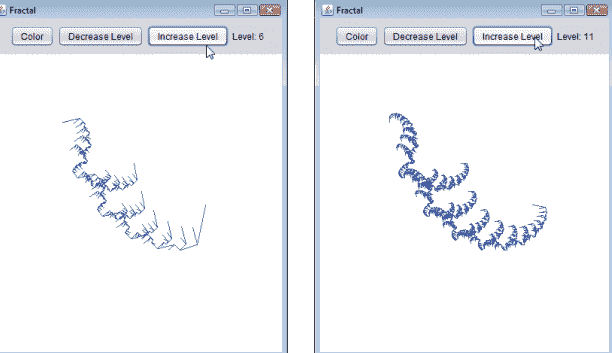 Fractal
Color Decrease Level Increase Level Level: 6
Fractal
Color Decrease Level Increase Level Level: 11